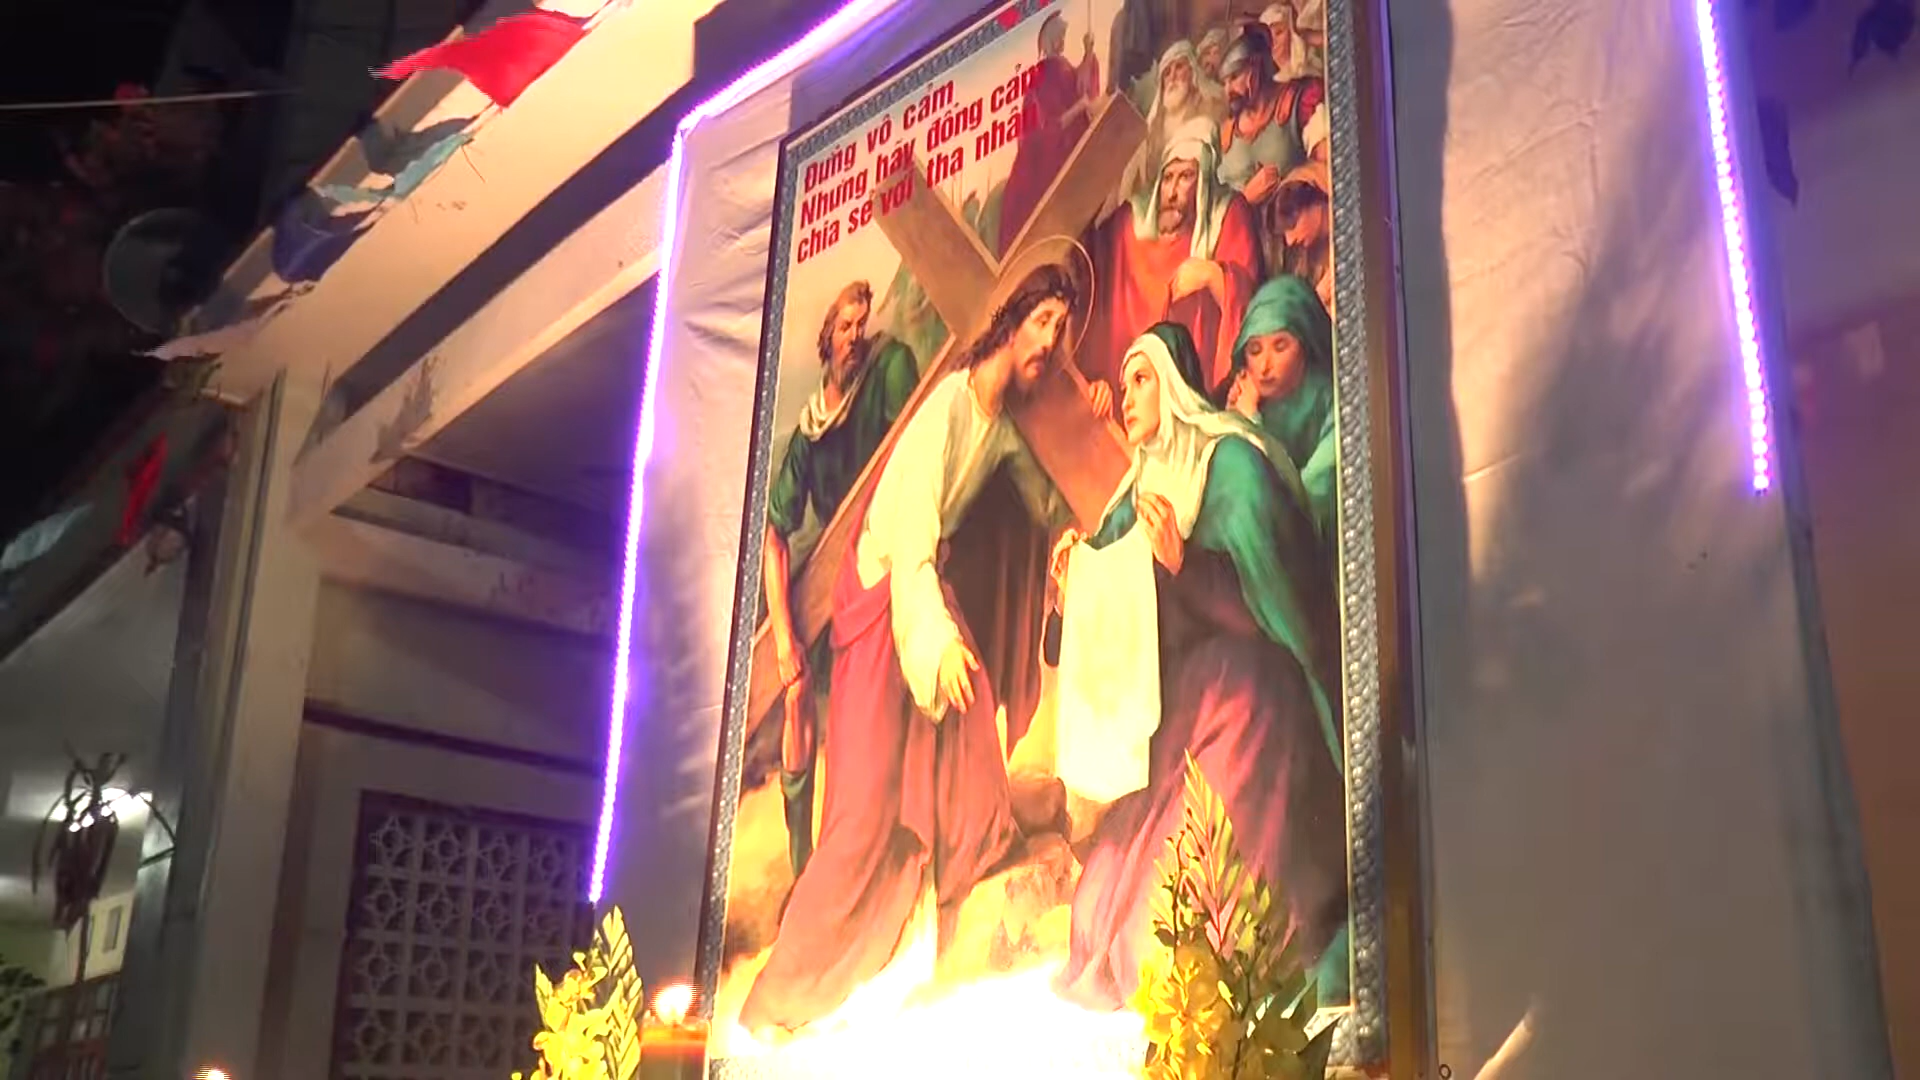 Đừng vô cảm
Nhưng hãy đồng cảm
chia sẻ với tha nhân